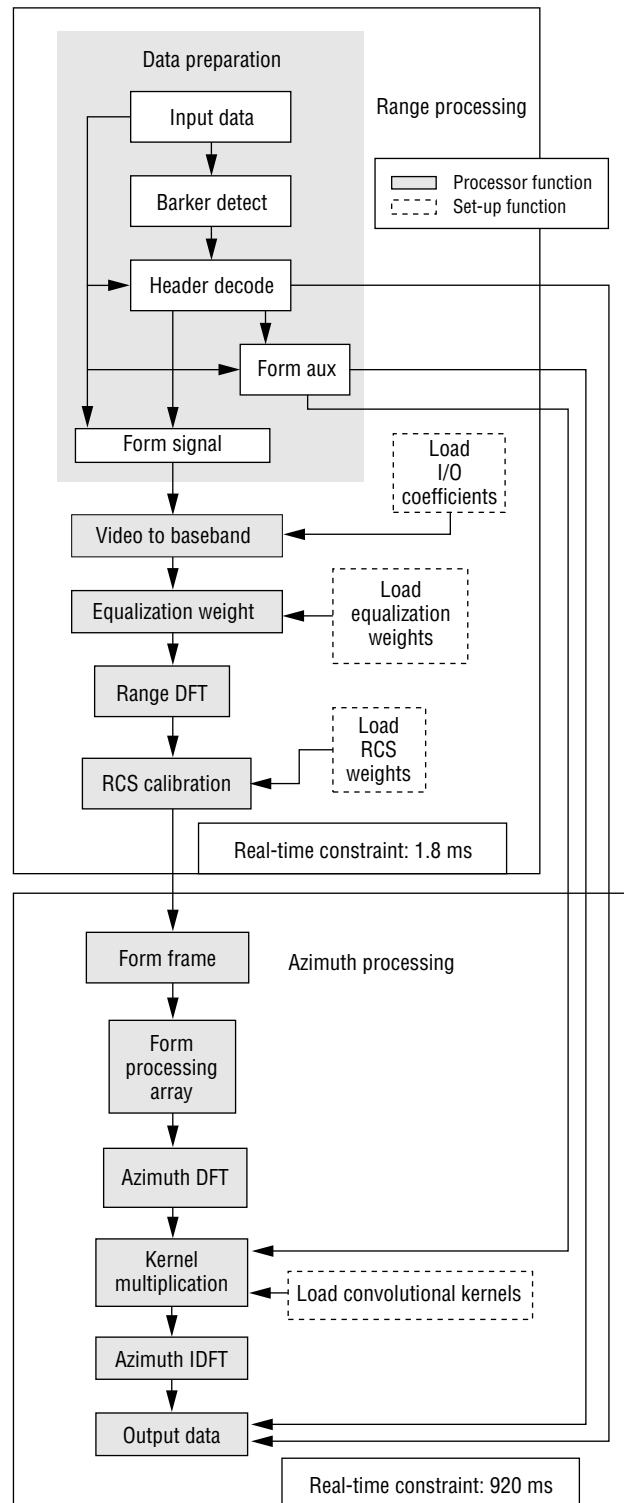 Data preparation
Input data
Range processing
Processor function
Set-up function
Barker detect
Header decode
Form aux
Form signal
Load
I/O
coefficients
Video to baseband
Load
equalization
weights
Equalization weight
Range DFT
Load
RCS
weights
RCS calibration
Real-time constraint: 1.8 ms
Form frame
Azimuth processing
Form
processing
array
Azimuth DFT
Kernel
multiplication
Load convolutional kernels
Azimuth IDFT
Output data
Real-time constraint: 920 ms